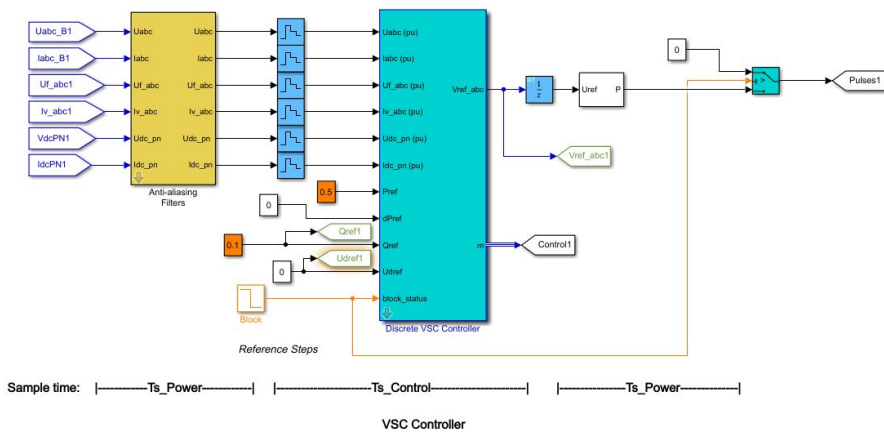 Uabc_B1 Uabc Uabc Uabc (pu) 0
Iabc_B1 Iabc Iabc Iabc (pu)
Uf_abc1 Uf_abc Uf_abc Uf_abc (pu) Vref_abc 1/z Uref P > Pulses1
Iv_abc1 Iv_abc Iv_abc Iv_abc (pu)
VdcPN1 Udc_pn Udc_pn Udc_pn (pu)
Vref_abc1
IdcPN1 Idc_pn Idc_pn Idc_pn (pu)
Anti-aliasing
Filters
0.5 Pref
0 dPref
Qref1
0.1 Qref m Control1
Udref1
0 Udref
block_status
Block
Discrete VSC Controller
Reference Steps
Sample time: |------------Ts_Power------------| |-----------------------Ts_Control-----------------------| |----------------Ts_Power--------------|
VSC Controller